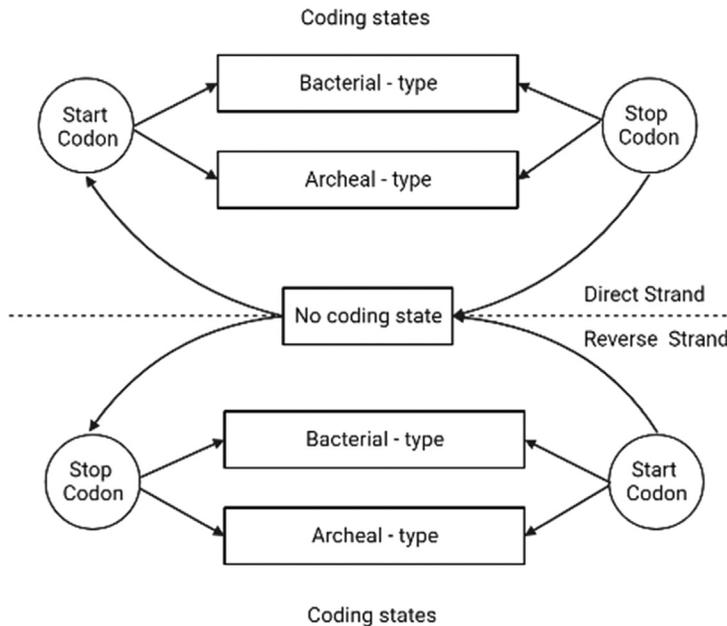 Coding states
Bacterial - type
Start
Codon
Stop
Codon
Archeal - type
Direct Strand
No coding state
Reverse Strand
Bacterial - type
Stop
Codon
Start
Codon
Archeal - type
Coding states